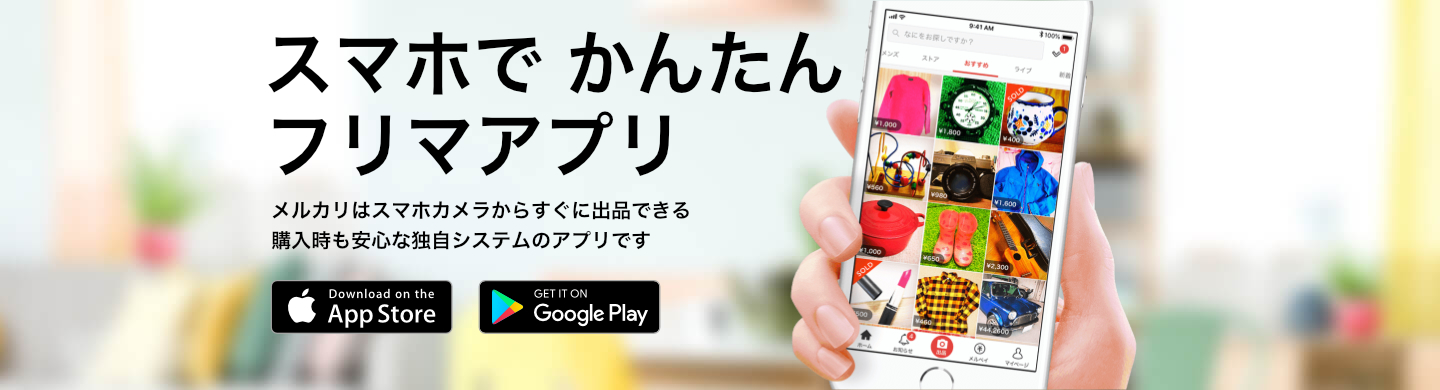 スマホで かんたん
フリマアプリ
メルカリはスマホカメラからすぐに出品できる
購入時も安心な独自システムのアプリです
Download on the
App Store
GET IT ON
Google Play
9:41 AM
100%
なにをお探しですか？
1
メンズ
ストア
おすすめ
ライブ
新着
¥1,000
¥1,800
SOLD
¥400
¥560
¥980
¥1,600
¥1,000
¥650
¥2,300
SOLD
¥460
ホーム
お知らせ
出品
メルペイ
マイページ